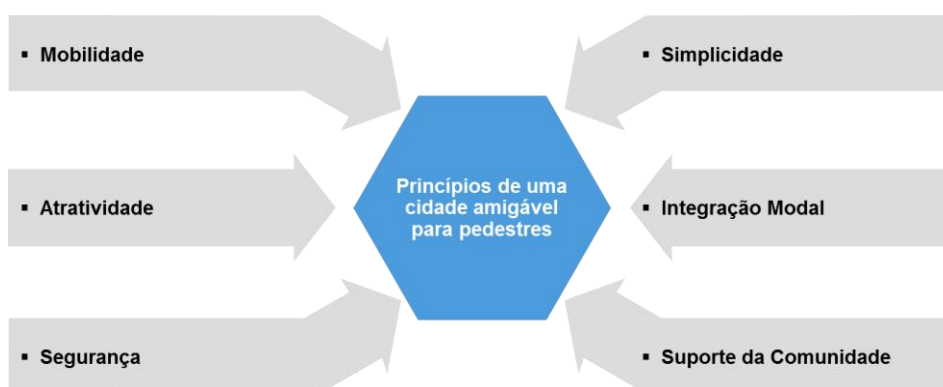 ▪ Mobilidade
▪ Atratividade
▪ Segurança
Princípios de uma
cidade amigável
para pedestres
▪ Simplicidade
▪ Integração Modal
▪ Suporte da Comunidade